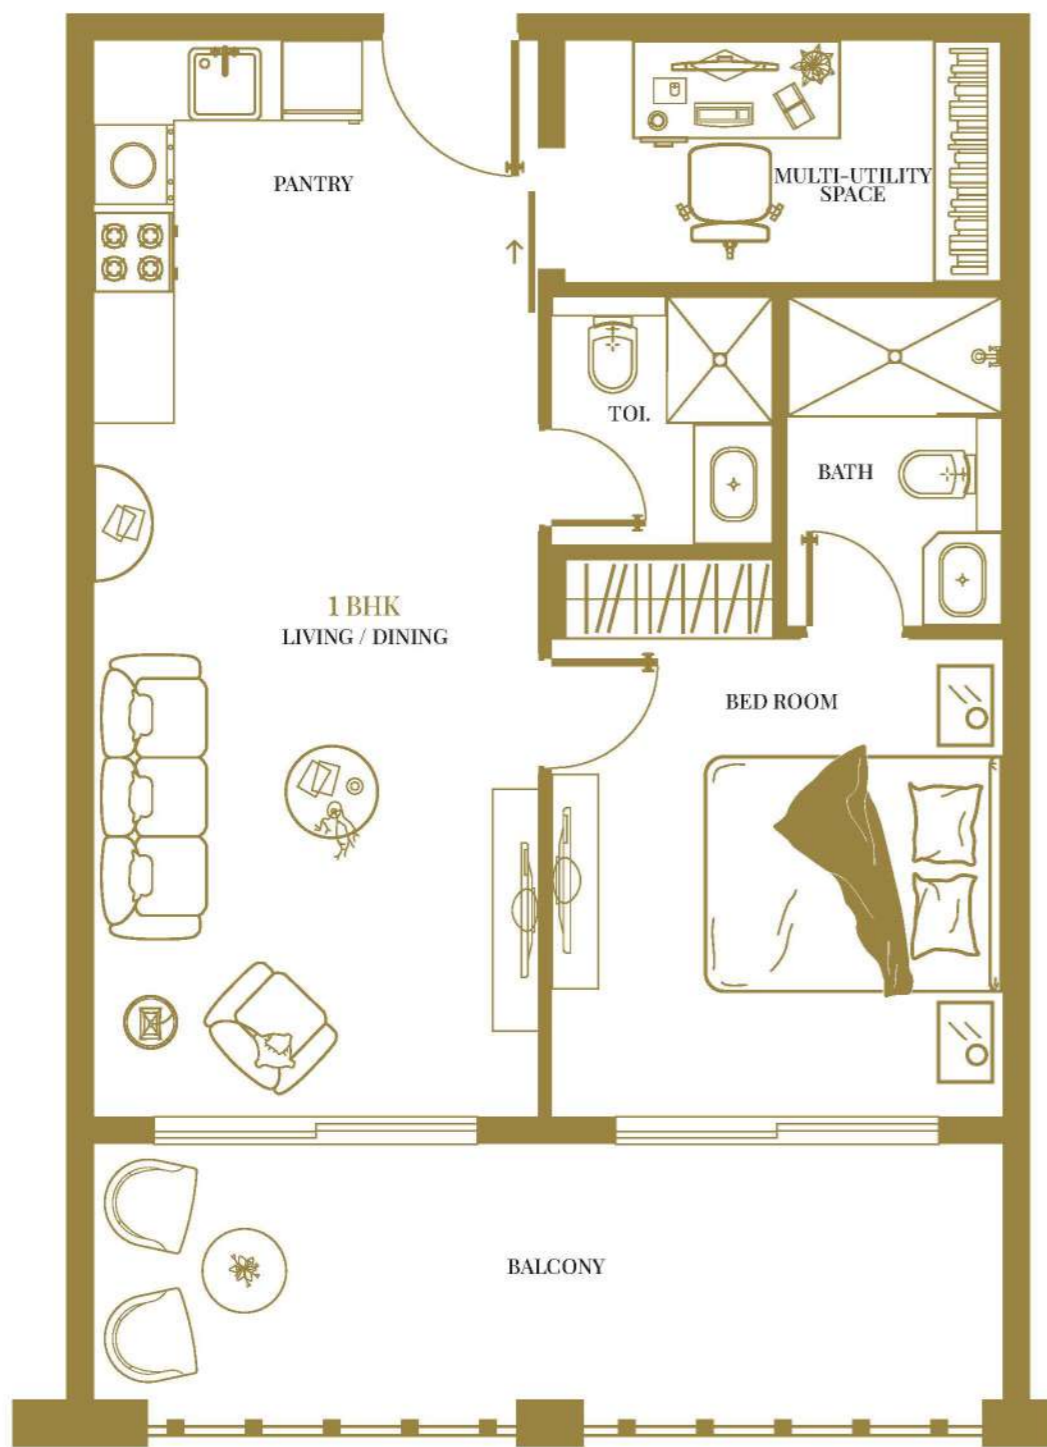 PANTRY
MULTI-UTILITY
SPACE
TOI.
BATH
1 BHK
LIVING / DINING
BED ROOM
BALCONY